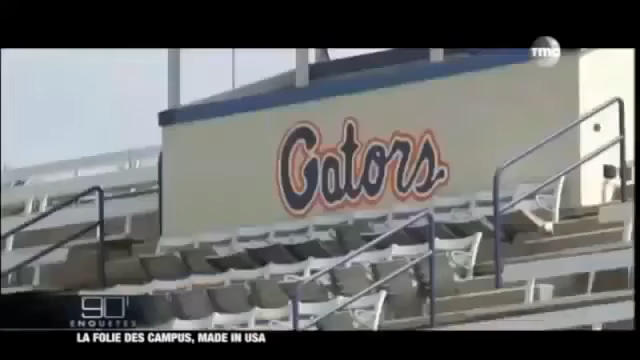 TMC
Gators.
90'
ENQUÊTES
LA FOLIE DES CAMPUS, MADE IN USA